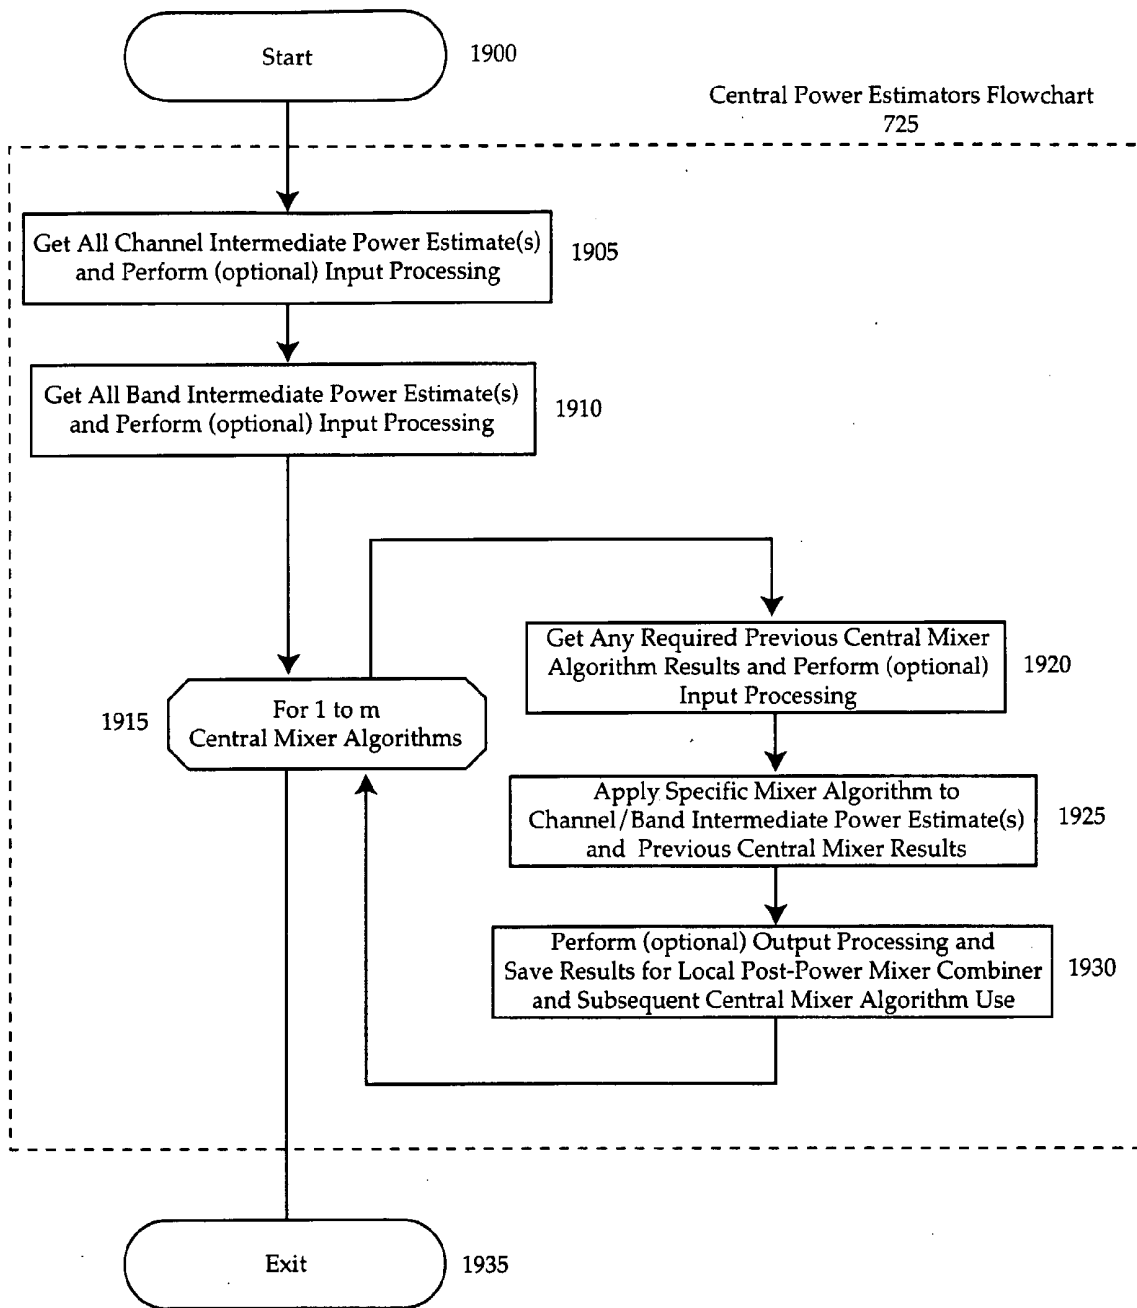 Start
1900
Central Power Estimators Flowchart
725
Get All Channel Intermediate Power Estimate(s)
and Perform (optional) Input Processing
1905
Get All Band Intermediate Power Estimate(s)
and Perform (optional) Input Processing
1910
Get Any Required Previous Central Mixer
Algorithm Results and Perform (optional)
Input Processing
1920
1915
For 1 to m
Central Mixer Algorithms
Apply Specific Mixer Algorithm to
Channel/Band Intermediate Power Estimate(s)
and Previous Central Mixer Results
1925
Perform (optional) Output Processing and
Save Results for Local Post-Power Mixer Combiner
and Subsequent Central Mixer Algorithm Use
1930
Exit
1935